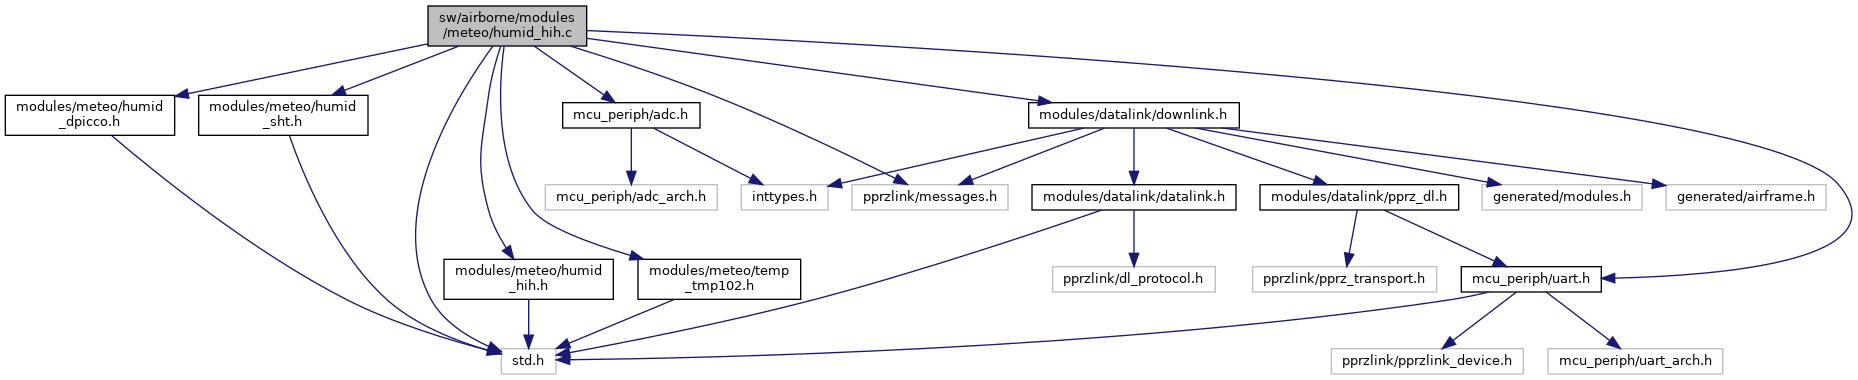 sw/airborne/modules
/meteo/humid_hih.c
modules/meteo/humid
_dpicco.h
modules/meteo/humid
_sht.h
mcu_periph/adc.h
modules/datalink/downlink.h
mcu_periph/adc_arch.h
inttypes.h
pprzlink/messages.h
modules/datalink/datalink.h
modules/datalink/pprz_dl.h
generated/modules.h
generated/airframe.h
modules/meteo/humid
_hih.h
modules/meteo/temp
_tmp102.h
pprzlink/dl_protocol.h
pprzlink/pprz_transport.h
mcu_periph/uart.h
std.h
pprzlink/pprzlink_device.h
mcu_periph/uart_arch.h